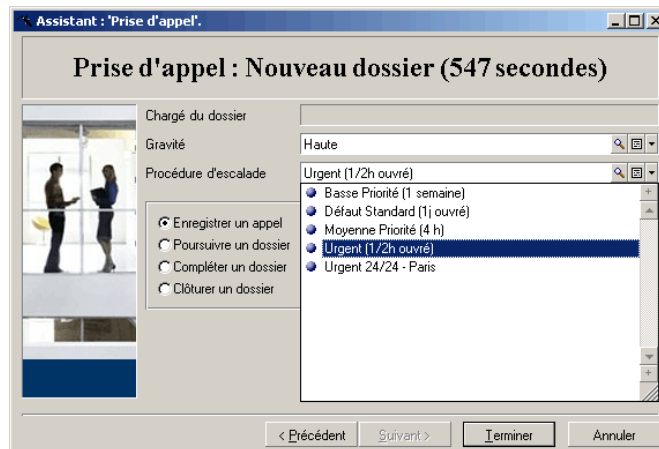 Assistant : 'Prise d'appel'.
Prise d'appel : Nouveau dossier (547 secondes)
Chargé du dossier
Gravité
Haute
Procédure d'escalade
Urgent (1/2h ouvré)
Basse Priorité (1 semaine)
Défaut Standard (1j ouvré)
Moyenne Priorité (4 h)
Urgent (1/2h ouvré)
Urgent 24/24 - Paris
Enregistrer un appel
Poursuivre un dossier
Compléter un dossier
Clôturer un dossier
< Précédent
Suivant >
Terminer
Annuler